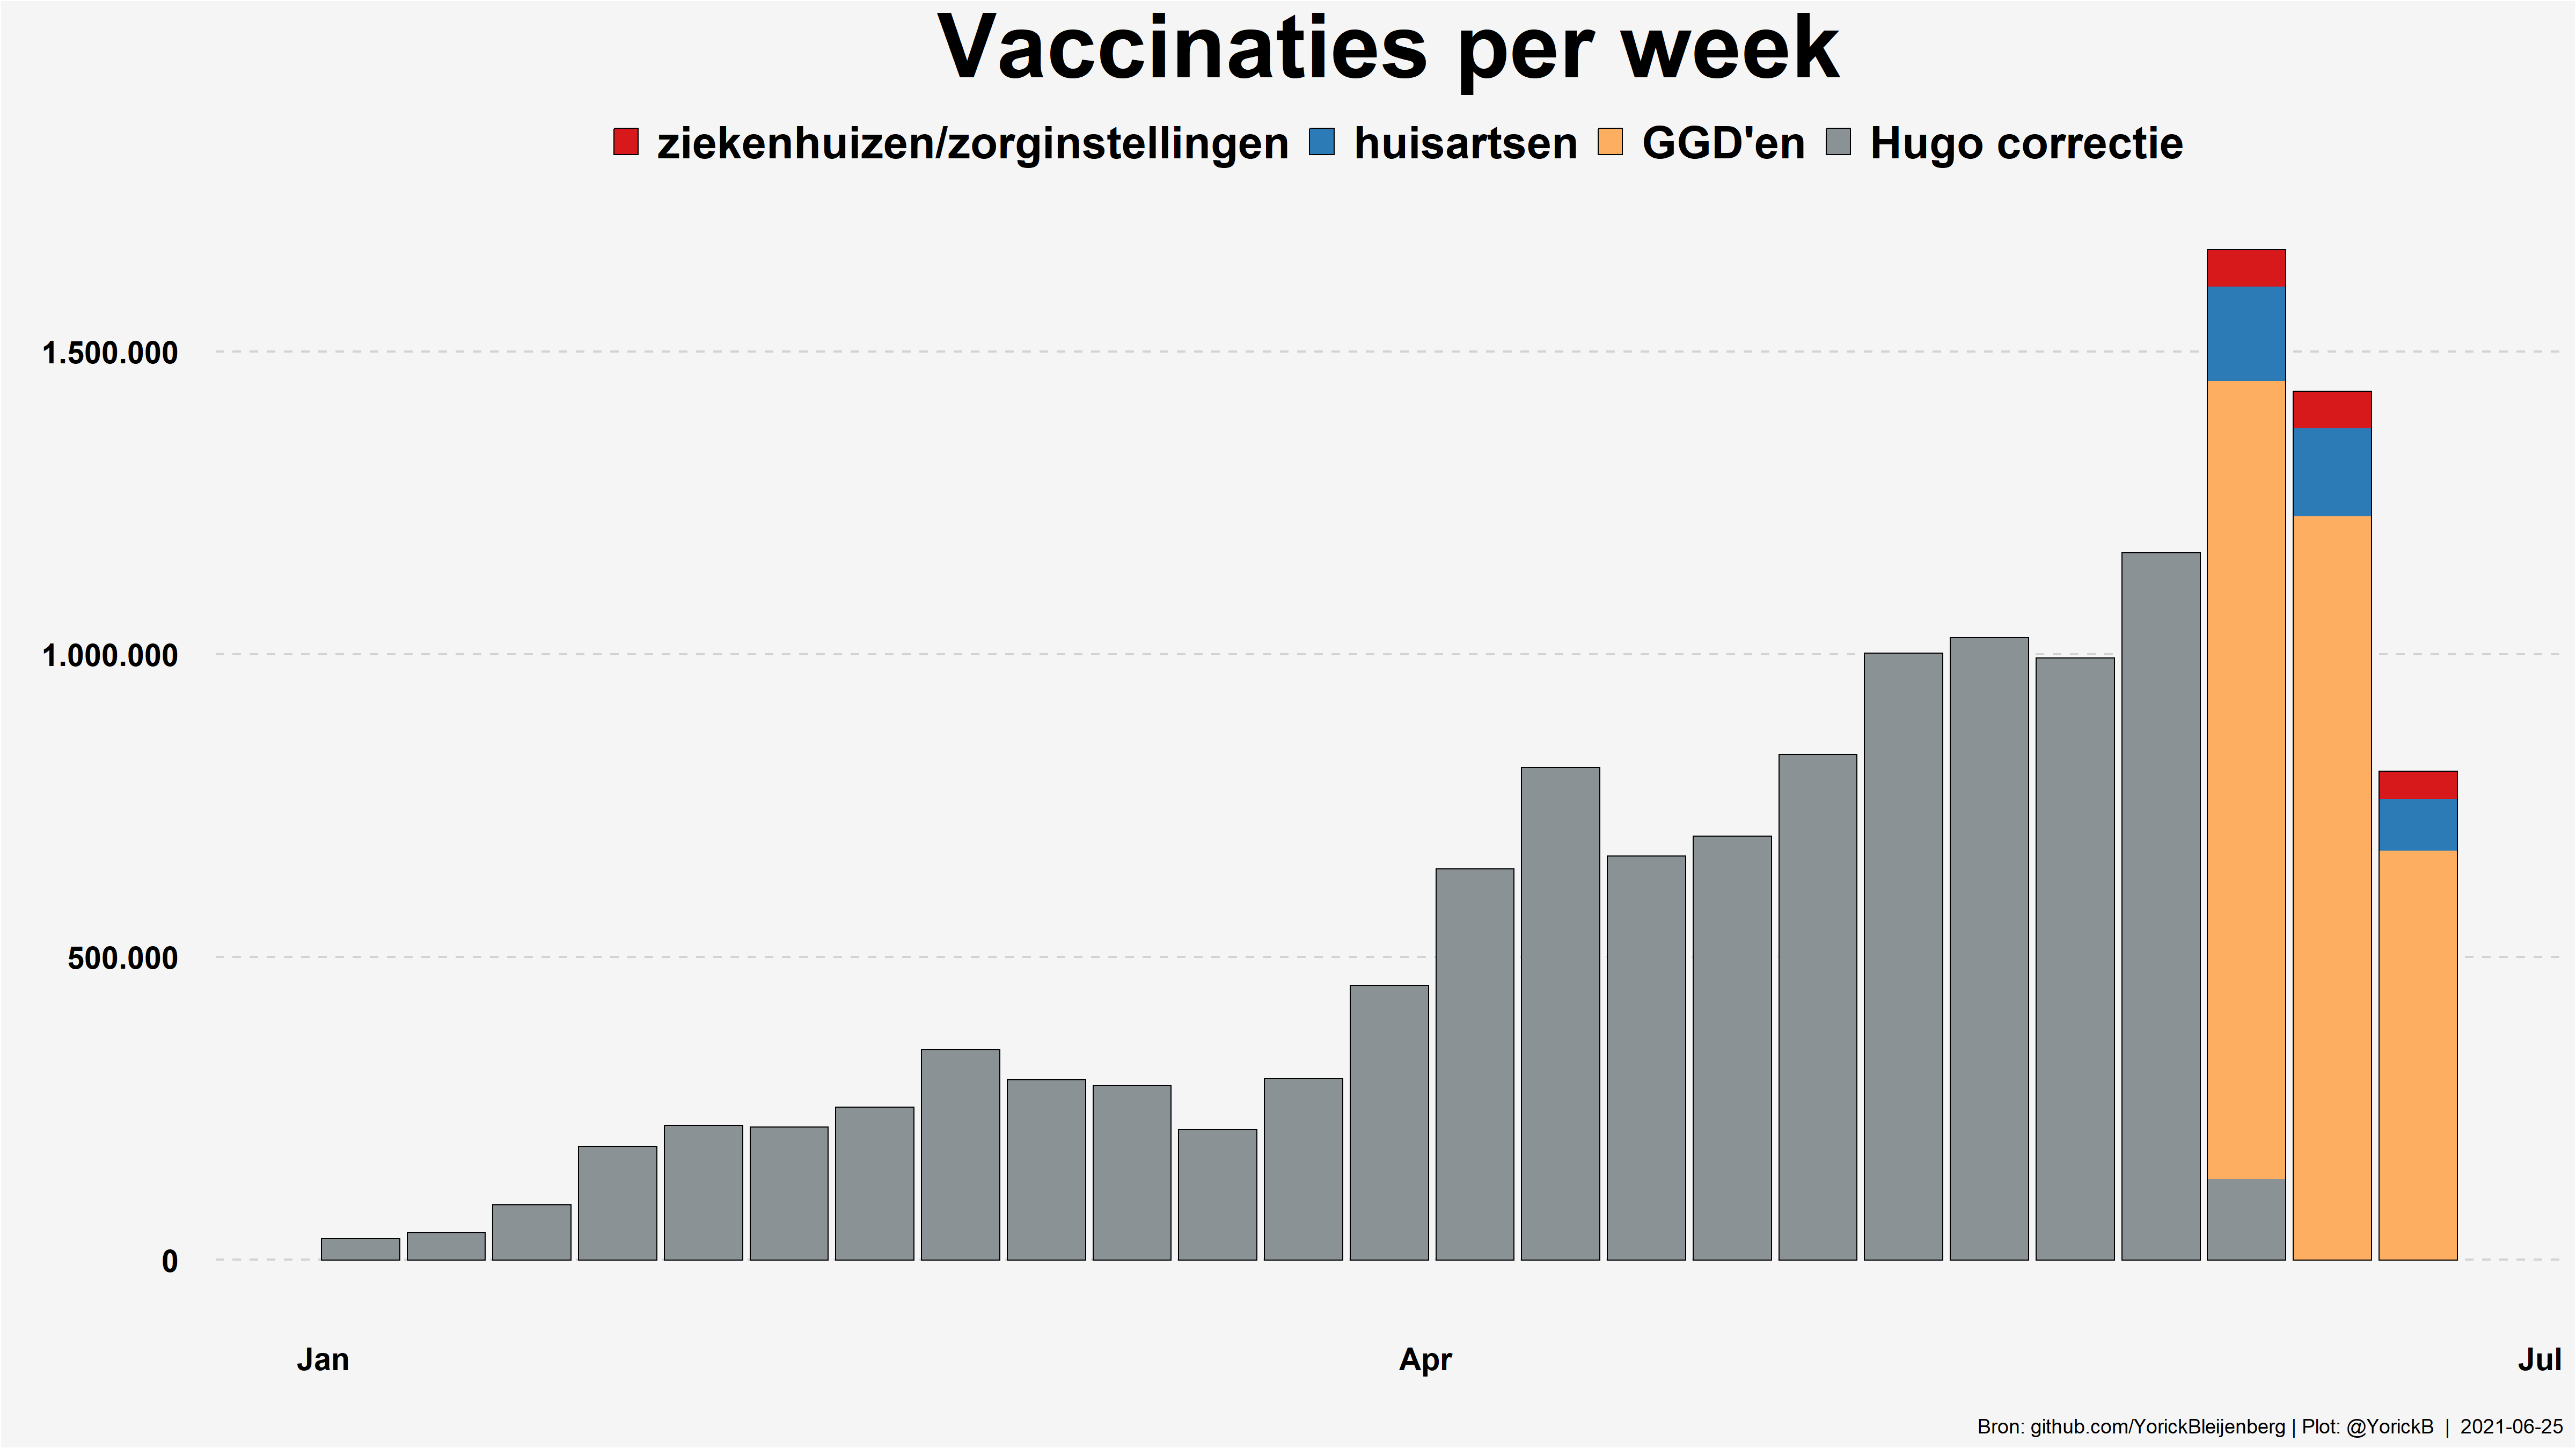 Vaccinaties per week
ziekenhuizen/zorginstellingen huisartsen GGD'en Hugo correctie
1.500.000
1.000.000
500.000
0
Jan Apr Jul
Bron: github.com/YorickBleijenberg | Plot: @YorickB | 2021-06-25